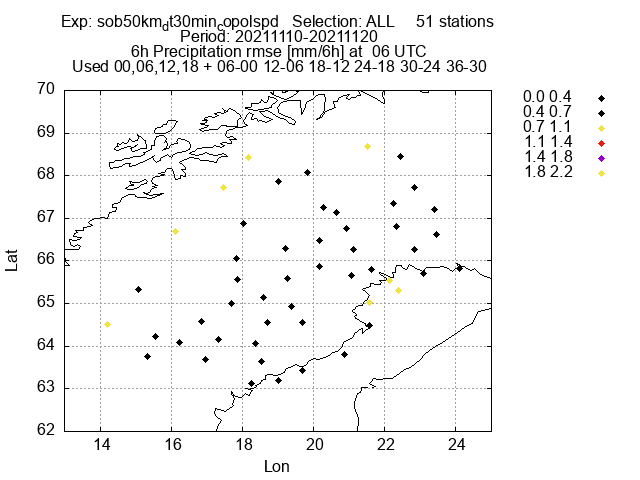 Exp: sob50km_dt30min_copolspd   Selection: ALL     51 stations
Period: 20211110-20211120
6h Precipitation rmse [mm/6h] at  06 UTC
Used 00,06,12,18 + 06-00 12-06 18-12 24-18 30-24 36-30
0.0 0.4
0.4 0.7
0.7 1.1
1.1 1.4
1.4 1.8
1.8 2.2
70
69
68
67
66
65
64
63
62
Lat
14 16 18 20 22 24
Lon